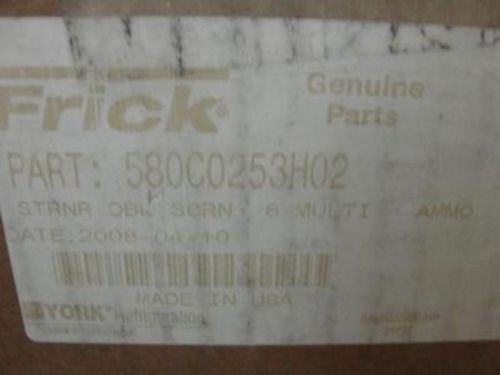 Frick®
Genuine
Parts
PART: 580C0253H02
STRNR DBL SCRN 8 MULTI AMMO
DATE:2008-04-10
MADE IN USA
YORK® Refrigeration